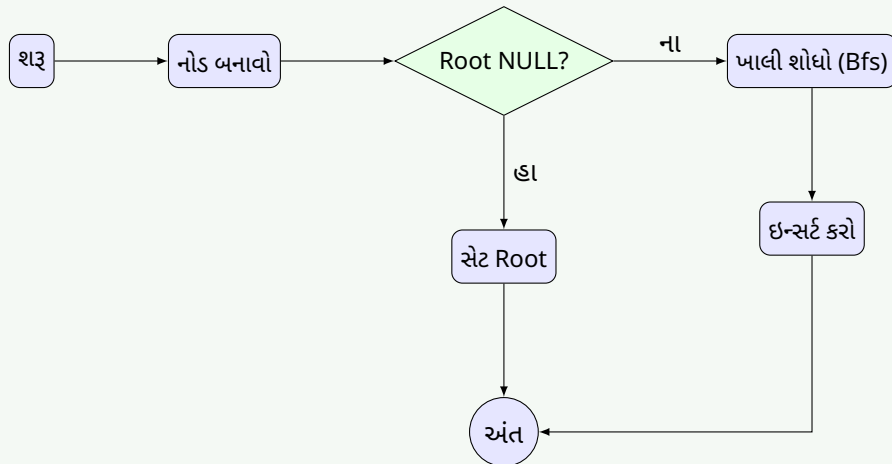 શરૂ
નોડ બનાવો
Root NULL?
ના
ખાલી શોધો (Bfs)
હા
ઇન્સર્ટ કરો
સેટ Root
અંત